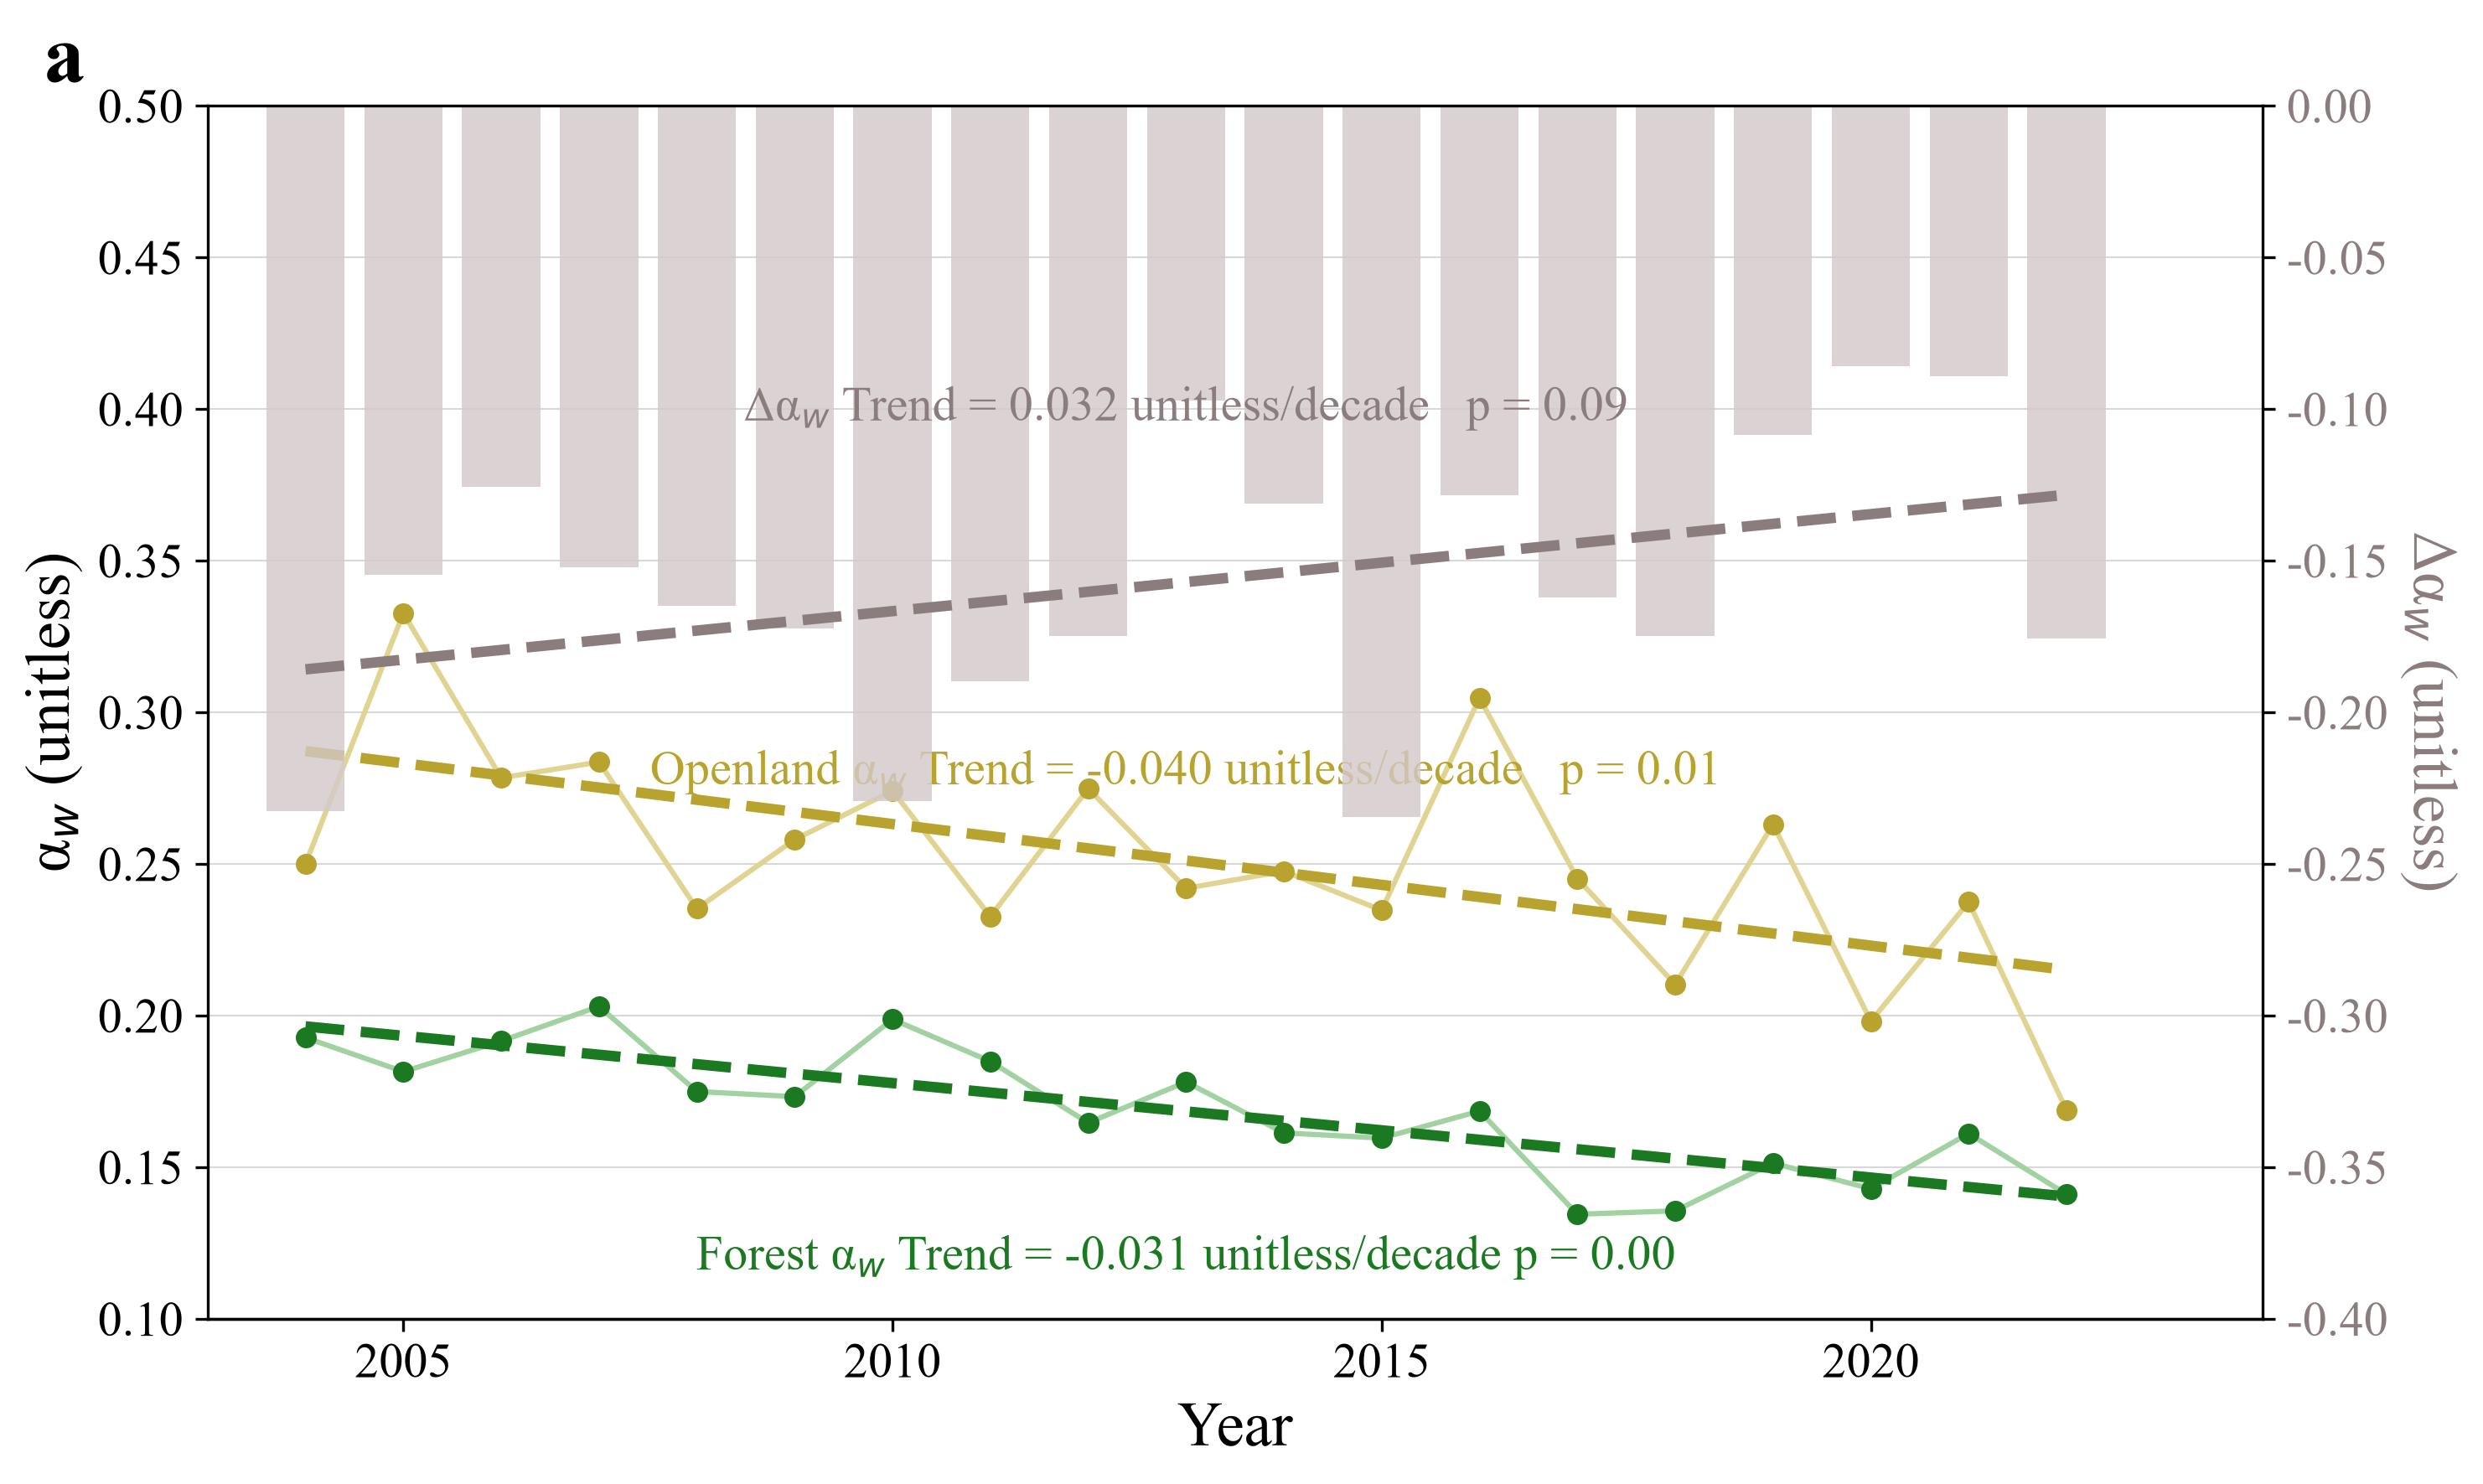 a
0.50
0.45
0.40
0.35
0.30
0.25
0.20
0.15
0.10
αw (unitless)
Δαw Trend = 0.032 unitless/decade p = 0.09
Openland αw Trend = -0.040 unitless/decade p = 0.01
Forest αw Trend = -0.031 unitless/decade p = 0.00
0.00
-0.05
-0.10
-0.15
-0.20
-0.25
-0.30
-0.35
-0.40
Δαw (unitless)
2005 2010 2015 2020
Year